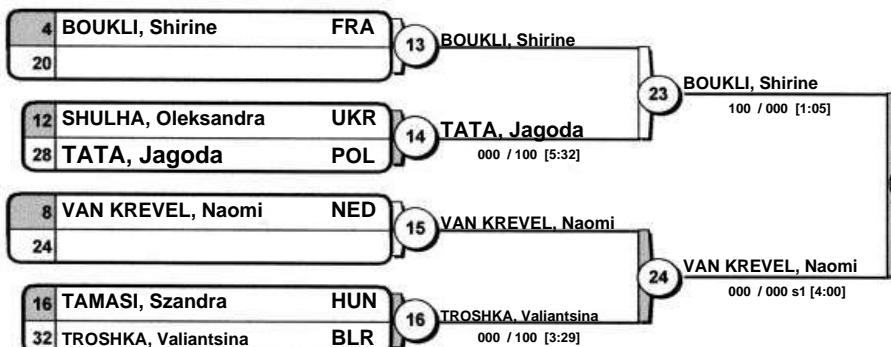 4 BOUKLI, Shirine FRA
20
13 BOUKLI, Shirine
12 SHULHA, Oleksandra UKR
28 TATA, Jagoda POL
14 TATA, Jagoda
000 / 100 [5:32]
23 BOUKLI, Shirine
100 / 000 [1:05]
8 VAN KREVEL, Naomi NED
24
15 VAN KREVEL, Naomi
16 TAMASI, Szandra HUN
32 TROSHKA, Valiantsina BLR
16 TROSHKA, Valiantsina
000 / 100 [3:29]
24 VAN KREVEL, Naomi
000 / 000 s1 [4:00]